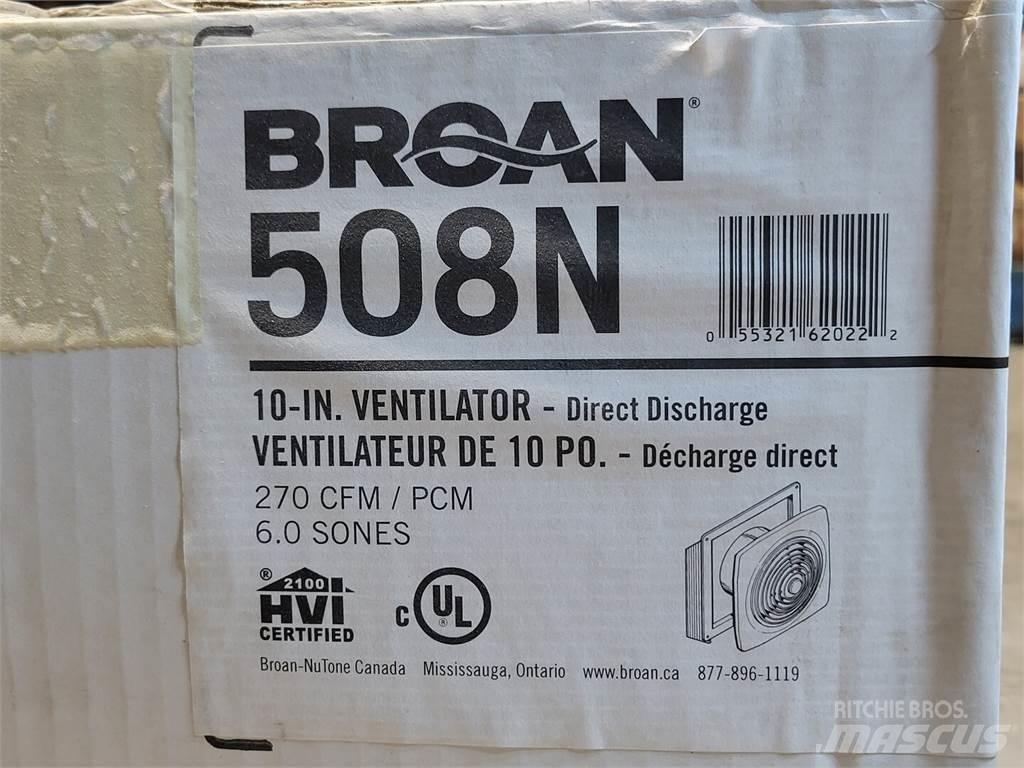 BROAN®
508N
0 55321 62022 2
10-IN. VENTILATOR - Direct Discharge
VENTILATEUR DE 10 PO. - Décharge direct
270 CFM / PCM
6.0 SONES
® 2100
HVI
CERTIFIED
c UL ®
Broan-NuTone Canada Mississauga, Ontario www.broan.ca 877-896-1119
RITCHIE BROS.
MASCUS